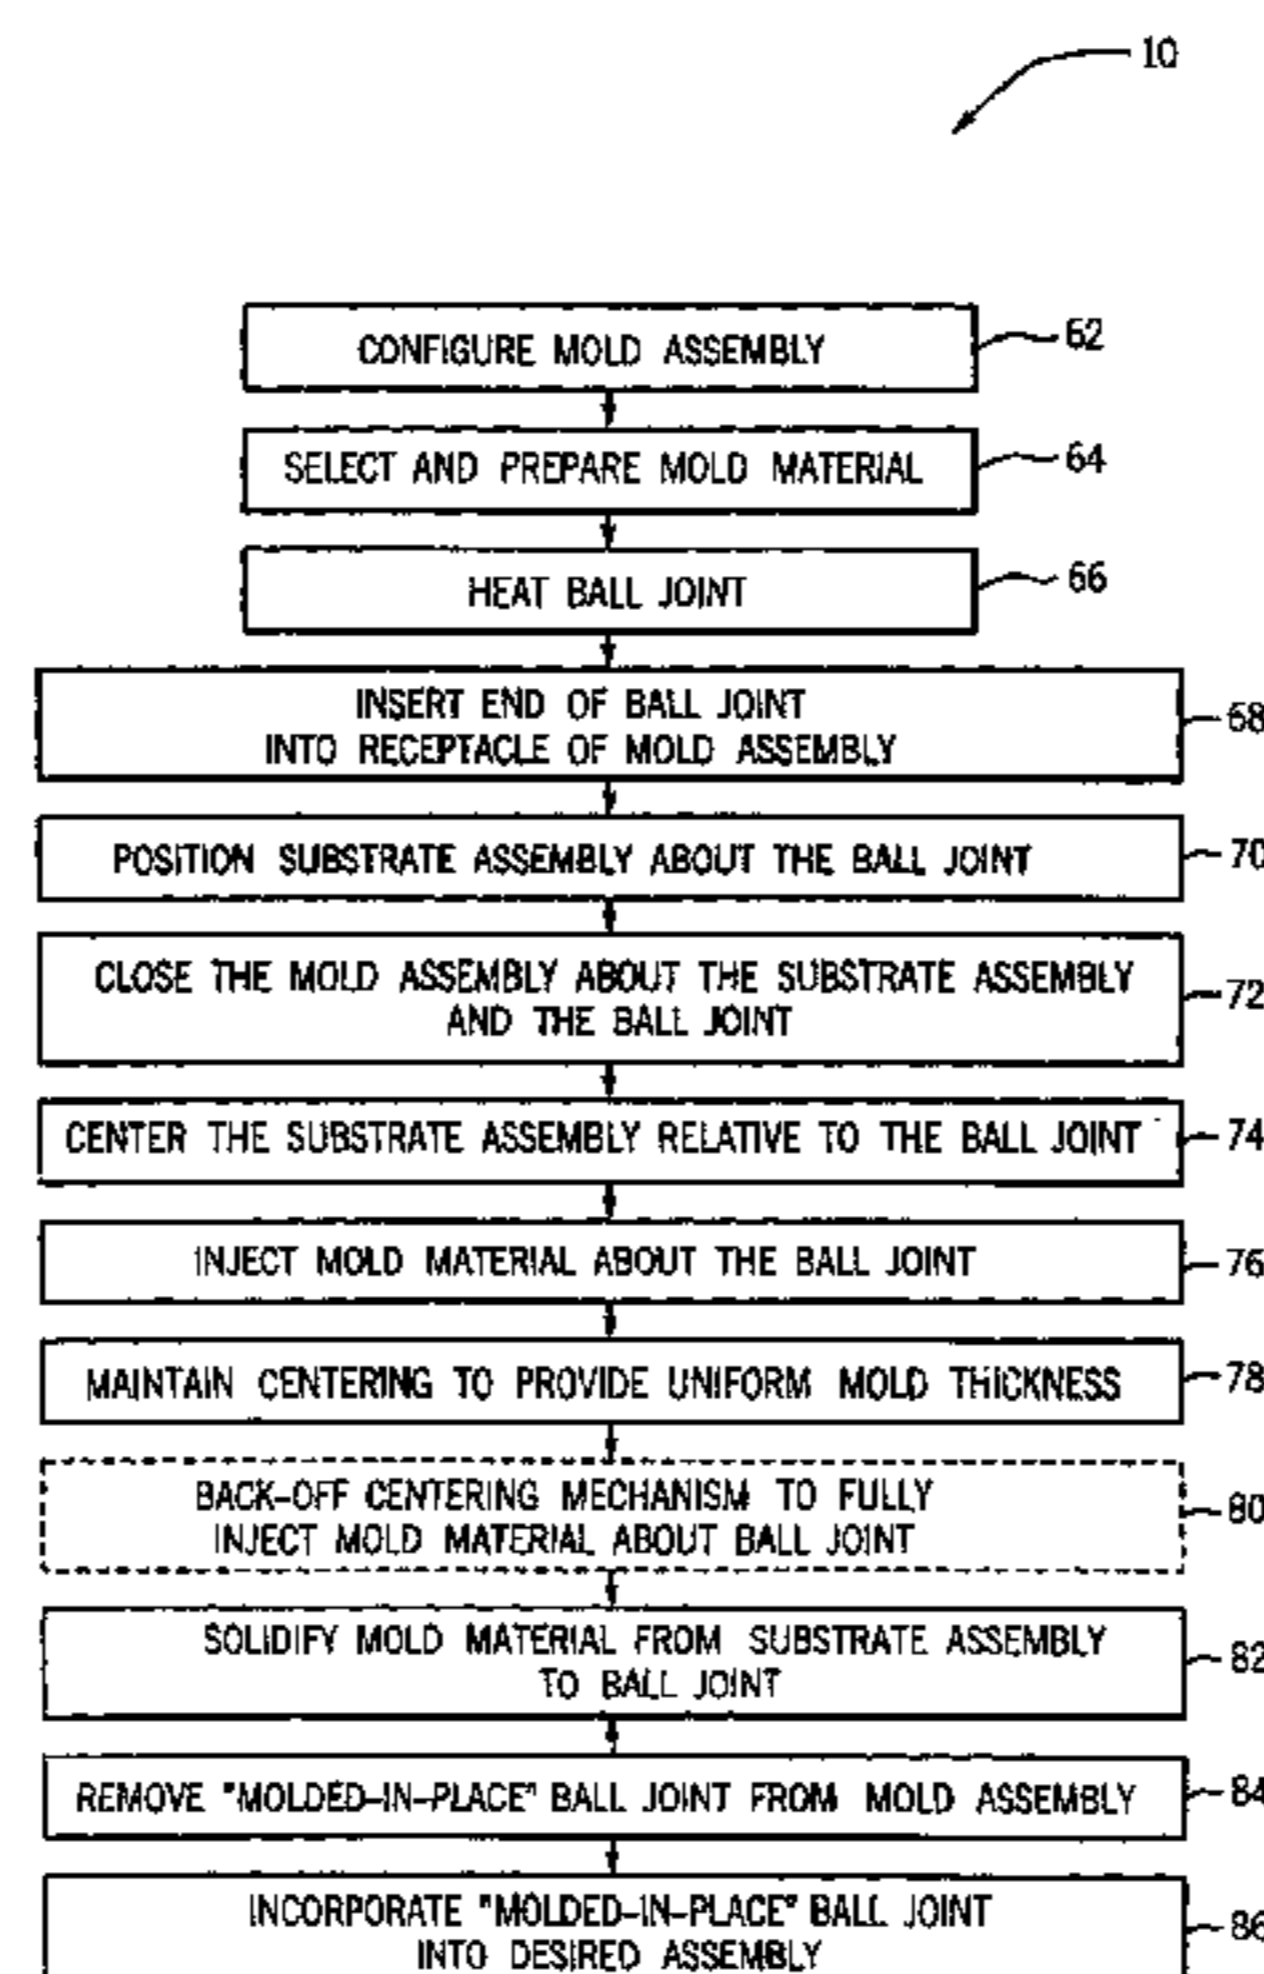 10
CONFIGURE MOLD ASSEMBLY
62
SELECT AND PREPARE MOLD MATERIAL
64
HEAT BALL JOINT
66
INSERT END OF BALL JOINT
INTO RECEPTACLE OF MOLD ASSEMBLY
68
POSITION SUBSTRATE ASSEMBLY ABOUT THE BALL JOINT
70
CLOSE THE MOLD ASSEMBLY ABOUT THE SUBSTRATE ASSEMBLY
AND THE BALL JOINT
72
CENTER THE SUBSTRATE ASSEMBLY RELATIVE TO THE BALL JOINT
74
INJECT MOLD MATERIAL ABOUT THE BALL JOINT
76
MAINTAIN CENTERING TO PROVIDE UNIFORM MOLD THICKNESS
78
BACK-OFF CENTERING MECHANISM TO FULLY
INJECT MOLD MATERIAL ABOUT BALL JOINT
80
SOLIDIFY MOLD MATERIAL FROM SUBSTRATE ASSEMBLY
TO BALL JOINT
82
REMOVE "MOLDED-IN-PLACE" BALL JOINT FROM MOLD ASSEMBLY
84
INCORPORATE "MOLDED-IN-PLACE" BALL JOINT
INTO DESIRED ASSEMBLY
86